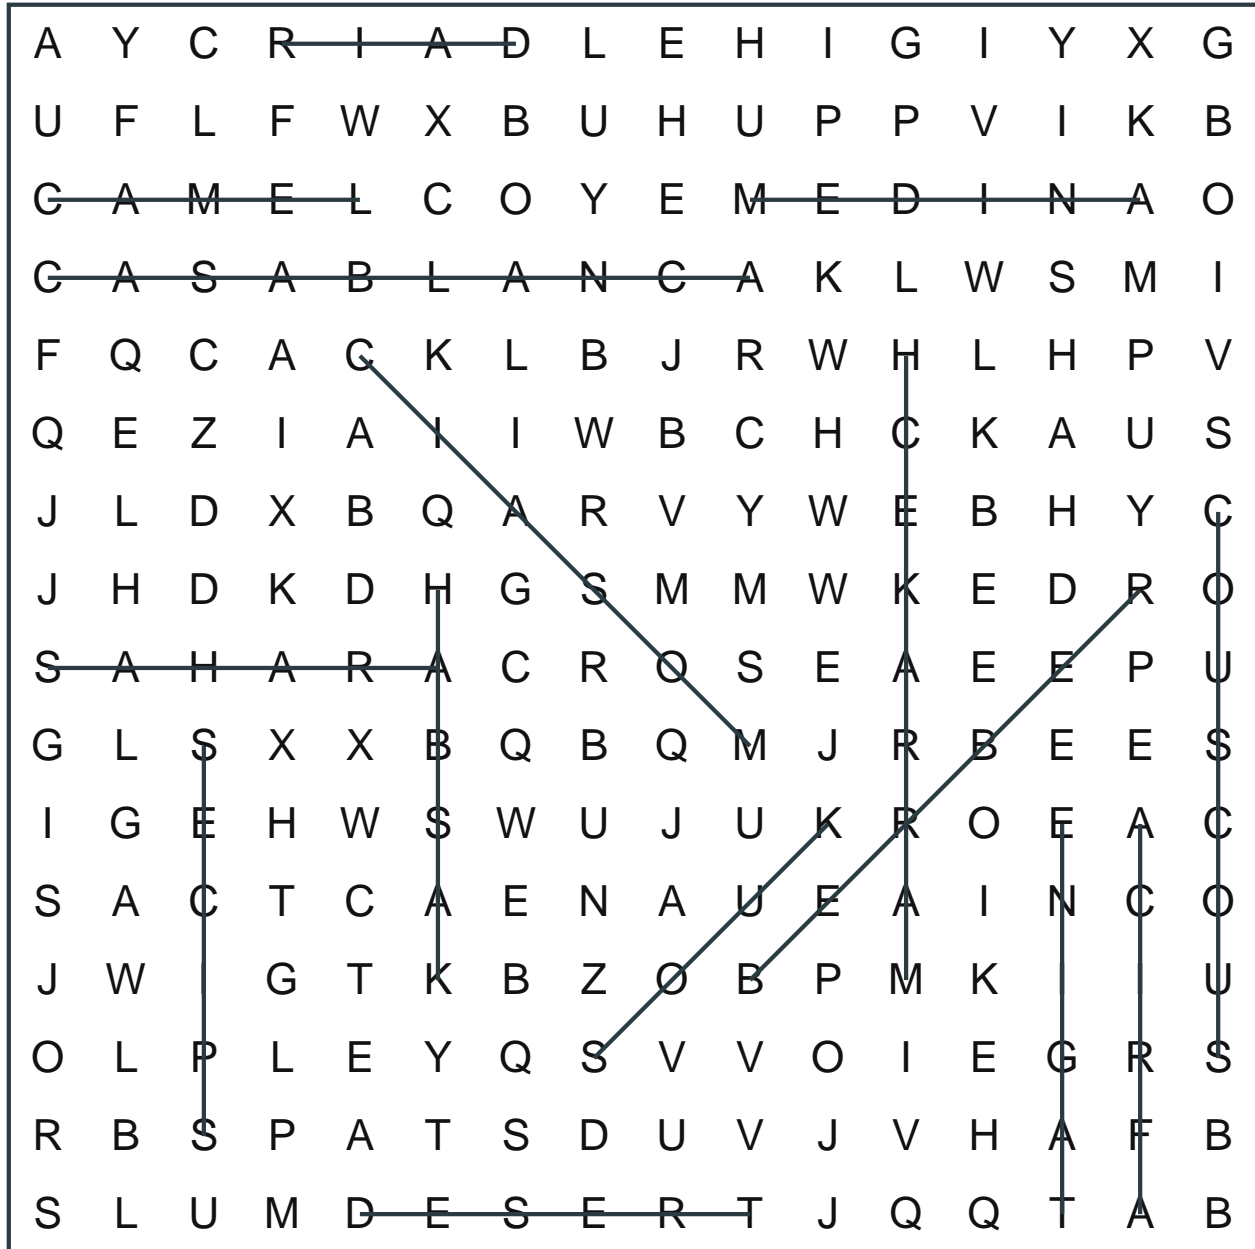 A Y C R I A D L E H I G I Y X G
U F L F W X B U H U P P V I K B
C A M E L C O Y E M E D I N A O
C A S A B L A N C A K L W S M I
F Q C A C K L B J R W H L H P V
Q E Z I A I I W B C H C K A U S
J L D X B Q A R V Y W E B H Y C
J H D K D H G S M M W K E D R O
S A H A R A C R O S E A E E P U
G L S X X B Q B Q M J R B E E S
I G E H W S W U J U K R O E A C
S A C T C A E N A U E A I N C O
J W I G T K B Z O B P M K I I U
O L P L E Y Q S V V O I E G R S
R B S P A T S D U V J V H A F B
S L U M D E S E R T J Q Q T A B